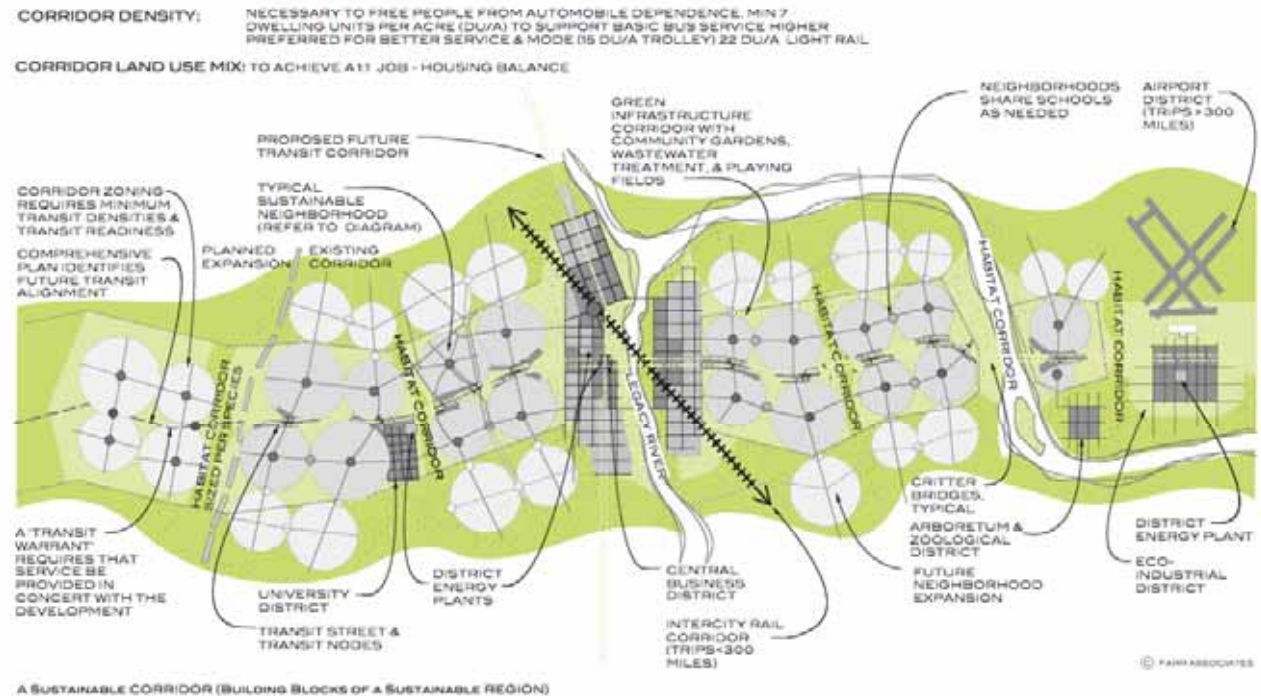 CORRIDOR DENSITY:
NECESSARY TO FREE PEOPLE FROM AUTOMOBILE DEPENDENCE, MIN 7
DWELLING UNITS PER ACRE (DU/A) TO SUPPORT BASIC BUS SERVICE HIGHER
PREFERRED FOR BETTER SERVICE & MODE (15 DU/A TROLLEY) 22 DU/A LIGHT RAIL
CORRIDOR LAND USE MIX: TO ACHIEVE A 1:1 JOB - HOUSING BALANCE
PROPOSED FUTURE
TRANSIT CORRIDOR
GREEN
INFRASTRUCTURE
CORRIDOR WITH
COMMUNITY GARDENS,
WASTEWATER
TREATMENT, & PLAYING
FIELDS
NEIGHBORHOODS
SHARE SCHOOLS
AS NEEDED
AIRPORT
DISTRICT
(TRIPS > 300
MILES)
CORRIDOR ZONING
REQUIRES MINIMUM
TRANSIT DENSITIES &
TRANSIT READINESS
TYPICAL
SUSTAINABLE
NEIGHBORHOOD
(REFER TO DIAGRAM)
COMPREHENSIVE
PLAN IDENTIFIES
FUTURE TRANSIT
ALIGNMENT
PLANNED
EXPANSION
EXISTING
CORRIDOR
HABITAT CORRIDOR
SIZED PER SPECIES
HABITAT CORRIDOR
LEGACY RIVER
HABITAT CORRIDOR
HABITAT CORRIDOR
HABITAT CORRIDOR
A "TRANSIT
WARRANT"
REQUIRES THAT
SERVICE BE
PROVIDED IN
CONCERT WITH THE
DEVELOPMENT
UNIVERSITY
DISTRICT
TRANSIT STREET &
TRANSIT NODES
DISTRICT
ENERGY
PLANTS
CENTRAL
BUSINESS
DISTRICT
INTERCITY RAIL
CORRIDOR
(TRIPS<300
MILES)
CRITTER
BRIDGES,
TYPICAL
ARBORETUM &
ZOOLOGICAL
DISTRICT
FUTURE
NEIGHBORHOOD
EXPANSION
DISTRICT
ENERGY PLANT
ECO-
INDUSTRIAL
DISTRICT
© FARR ASSOCIATES
A SUSTAINABLE CORRIDOR (BUILDING BLOCKS OF A SUSTAINABLE REGION)